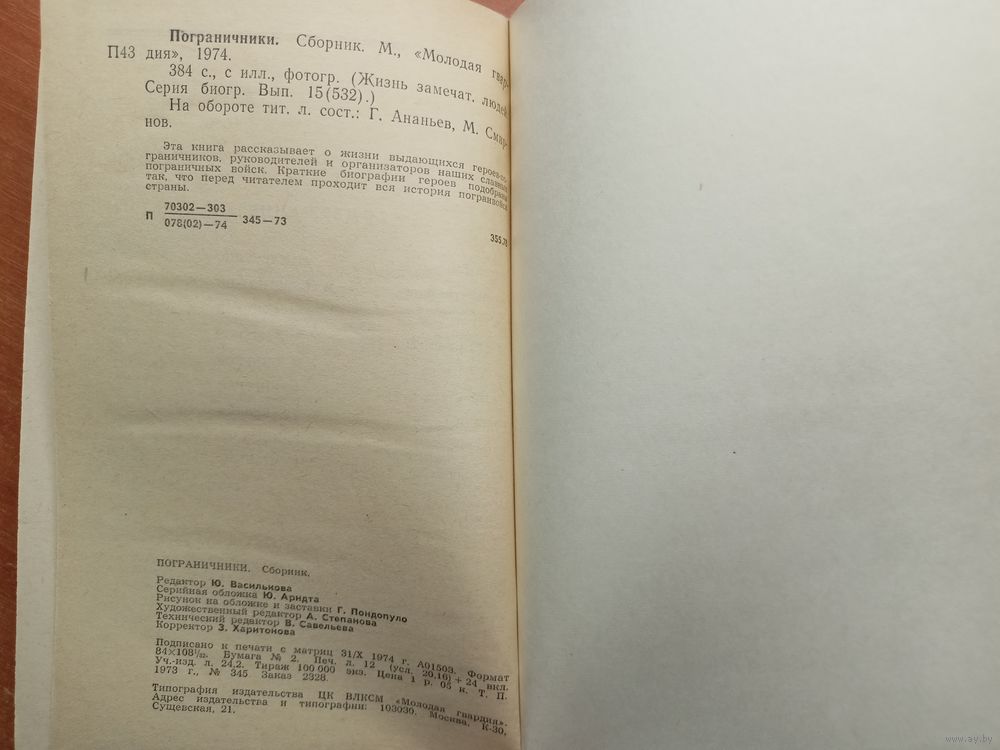 Пограничники. Сборник. М., «Молодая гвар-
П43 дия», 1974.
384 с., с илл., фотогр. (Жизнь замечат. людей.
Серия биогр. Вып. 15(532).)
На обороте тит. л. сост.: Г. Ананьев, М. Смир-
нов.
Эта книга рассказывает о жизни выдающихся героев-по-
граничников, руководителей и организаторов наших славных
пограничных войск. Краткие биографии героев подобраны
так, что перед читателем проходит вся история погранвойск
страны.
П 70302—303
078(02)—74 345—73
355.78
ПОГРАНИЧНИКИ. Сборник.
Редактор Ю. Василькова
Серийная обложка Ю. Арндта
Рисунок на обложке и заставки Г. Пондопуло
Художественный редактор А. Степанова
Технический редактор В. Савельева
Корректор З. Харитонова
Подписано к печати с матриц 31/X 1974 г. А01503. Формат
84×108¹/₃₂. Бумага № 2. Печ. л. 12 (усл. 20,16) + 24 вкл.
Уч.-изд. л. 24,2. Тираж 100 000 экз. Цена 1 р. 05 к. Т. П.
1973 г., № 345 Заказ 2328.
Типография издательства ЦК ВЛКСМ «Молодая гвардия».
Адрес издательства и типографии: 103030, Москва, К-30,
Сущевская, 21.
www.ay.by